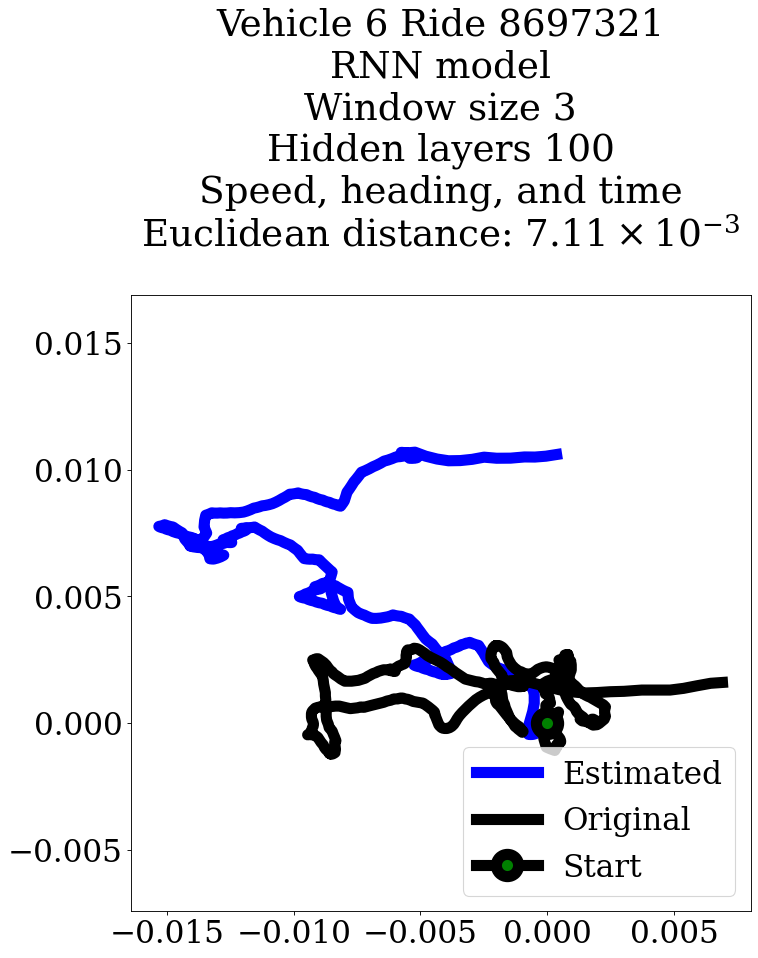 Vehicle 6 Ride 8697321
RNN model
Window size 3
Hidden layers 100
Speed, heading, and time
Euclidean distance: 7.11 × 10⁻³
0.015
0.010
0.005
0.000
−0.005
Estimated
Original
Start
−0.015 −0.010 −0.005 0.000 0.005